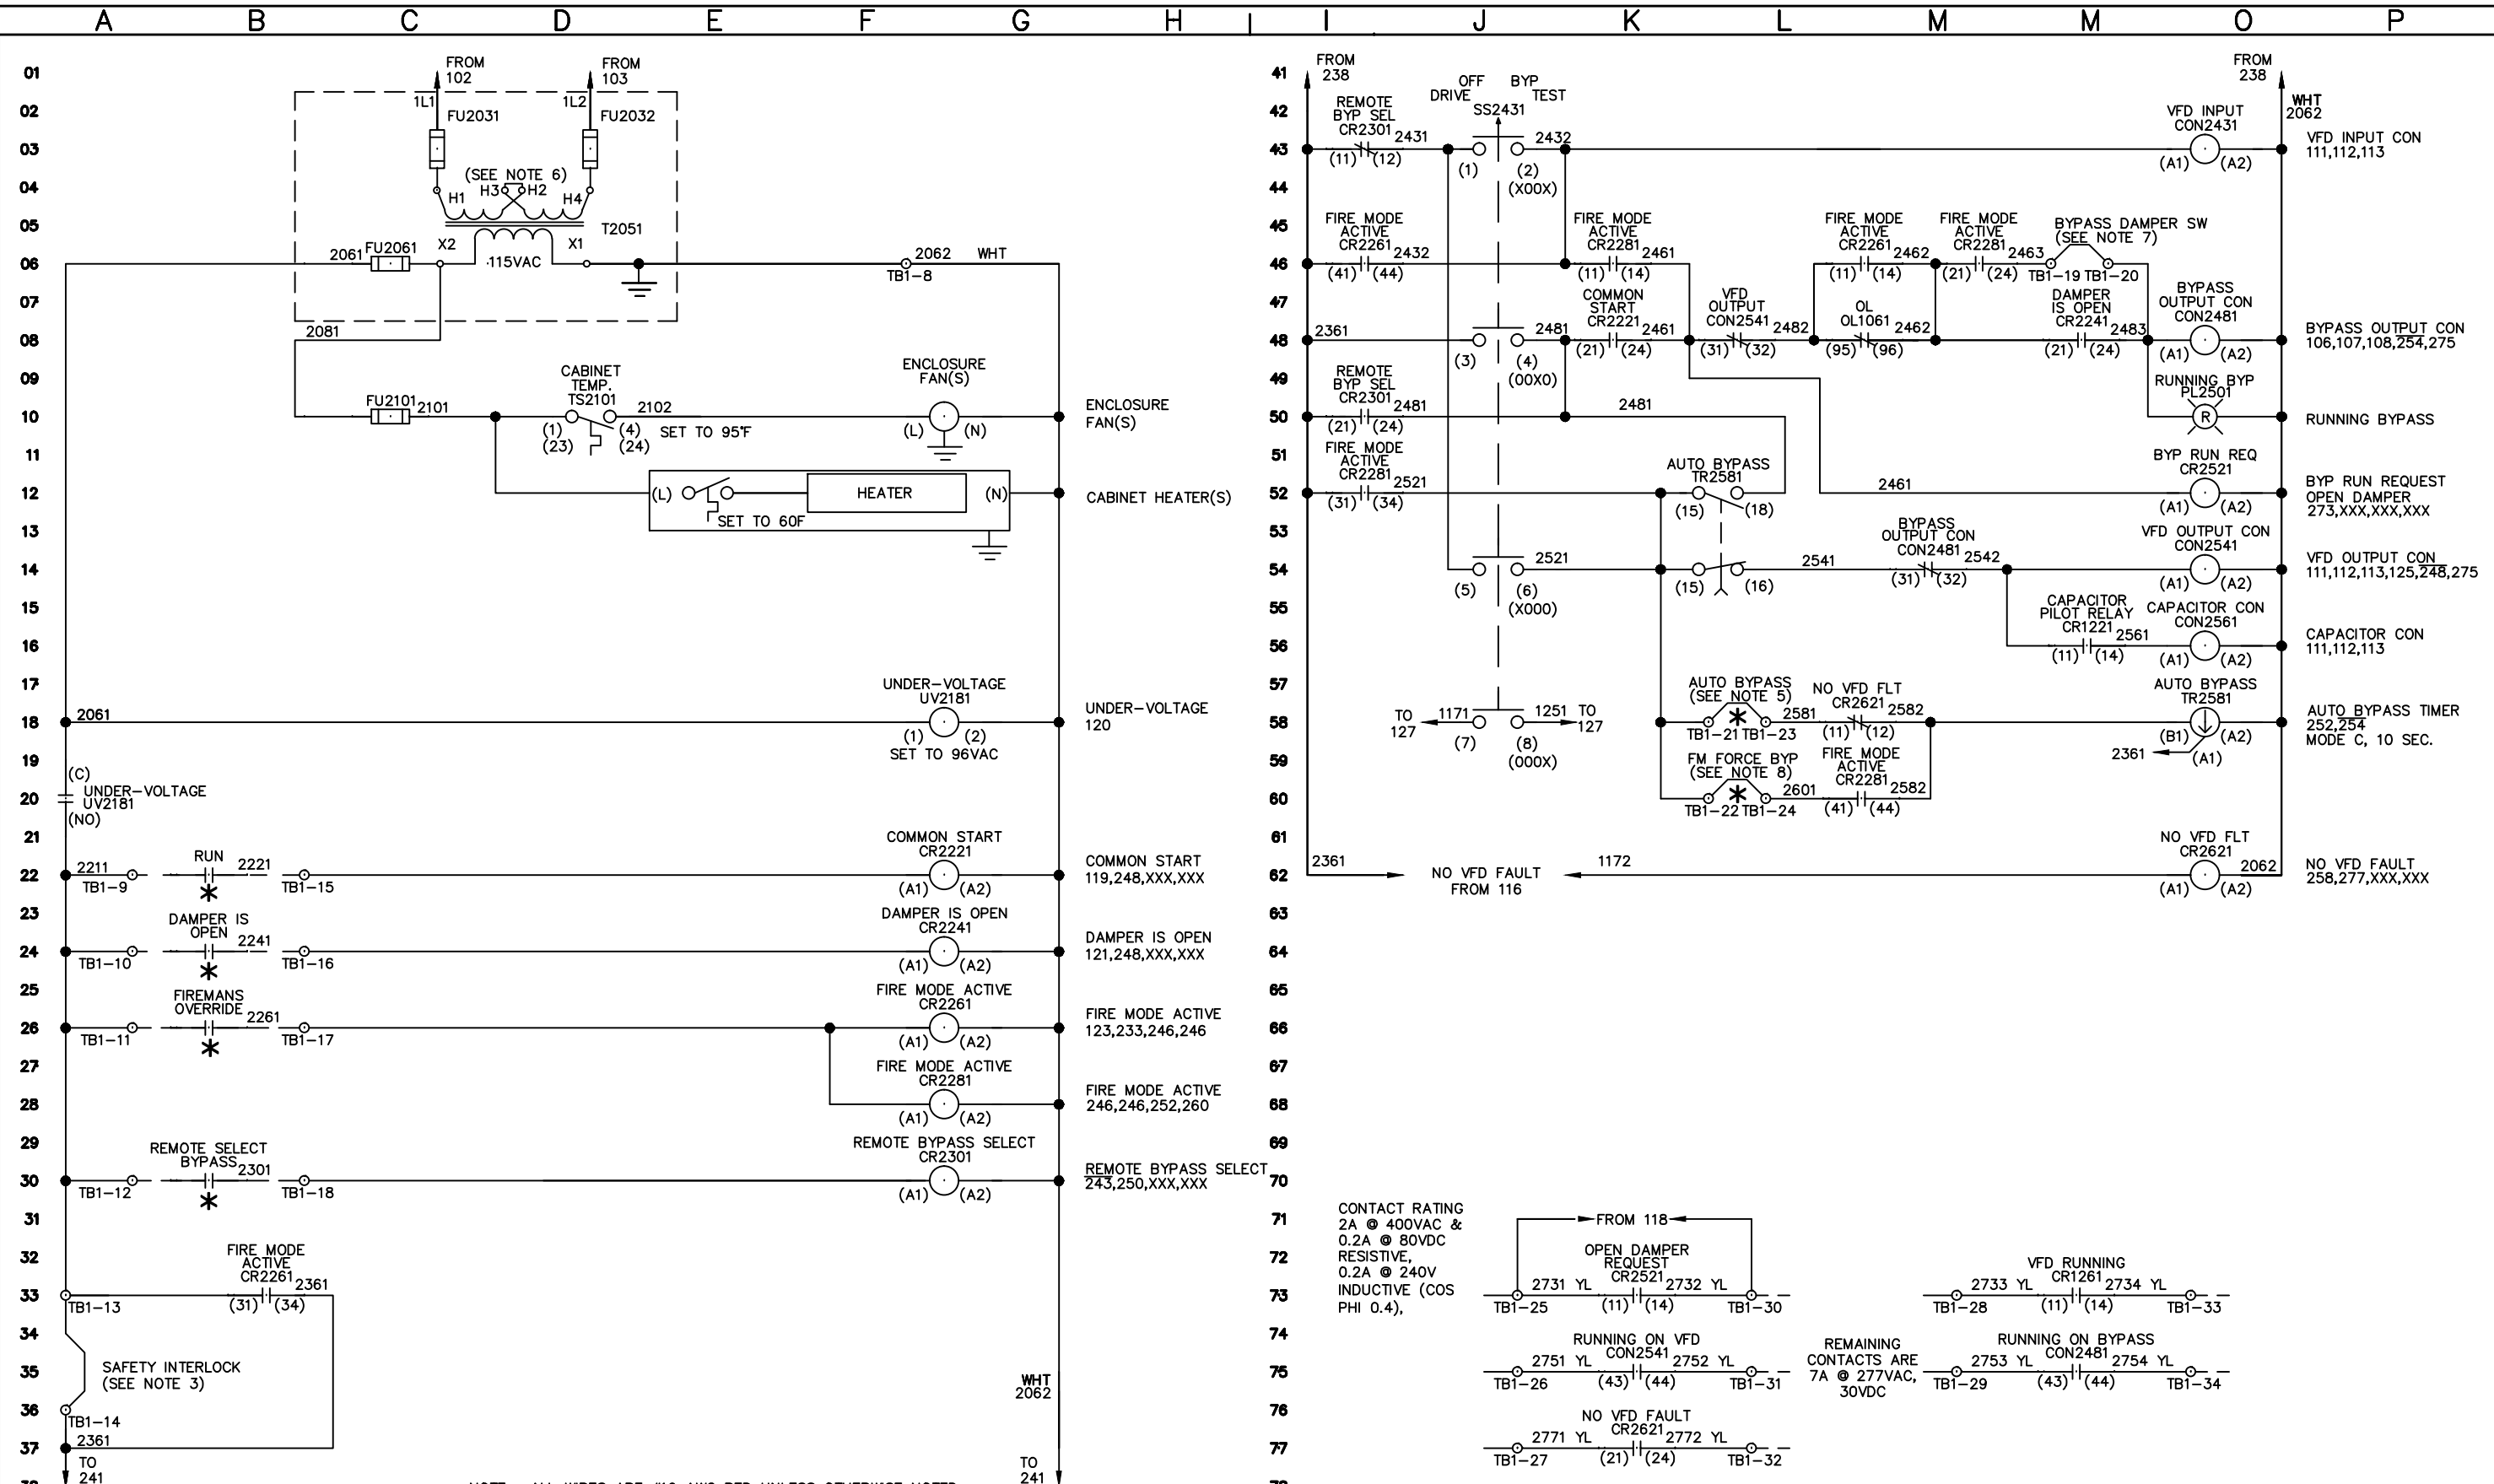 A B C D E F G H I J K L M M O P
01
FROM
102
FROM
103
1L1
1L2
02
FU2031
FU2032
03
04
(SEE NOTE 6)
H1
H3
H2
H4
05
T2051
X2
X1
06
2061
FU2061
115VAC
2062
WHT
TB1-8
07
08
2081
09
CABINET
TEMP.
TS2101
ENCLOSURE
FAN(S)
10
FU2101
2101
2102
(1)
(23)
(4)
(24)
SET TO 95°F
(L)
(N)
ENCLOSURE
FAN(S)
11
12
(L)
HEATER
(N)
SET TO 60F
CABINET HEATER(S)
13
14
15
16
17
UNDER-VOLTAGE
UV2181
18
2061
(1)
(2)
SET TO 96VAC
UNDER-VOLTAGE
120
19
(C)
UNDER-VOLTAGE
UV2181
20
(NO)
21
COMMON START
CR2221
22
2211
TB1-9
RUN
2221
*
TB1-15
(A1)
(A2)
COMMON START
119,248,XXX,XXX
23
DAMPER IS
OPEN
DAMPER IS OPEN
CR2241
24
TB1-10
2241
*
TB1-16
(A1)
(A2)
DAMPER IS OPEN
121,248,XXX,XXX
25
FIREMANS
OVERRIDE
FIRE MODE ACTIVE
CR2261
26
TB1-11
2261
*
TB1-17
(A1)
(A2)
FIRE MODE ACTIVE
123,233,246,246
27
FIRE MODE ACTIVE
CR2281
28
(A1)
(A2)
FIRE MODE ACTIVE
246,246,252,260
29
REMOTE SELECT
BYPASS
REMOTE BYPASS SELECT
CR2301
30
TB1-12
2301
*
TB1-18
(A1)
(A2)
REMOTE BYPASS SELECT
243,250,XXX,XXX
31
32
FIRE MODE
ACTIVE
CR2261
2361
33
TB1-13
(31)
(34)
34
35
SAFETY INTERLOCK
(SEE NOTE 3)
WHT
2062
36
TB1-14
37
2361
TO
241
TO
241
41
FROM
238
OFF
BYP
DRIVE
TEST
SS2431
FROM
238
WHT
2062
42
REMOTE
BYP SEL
CR2301
2431
2432
VFD INPUT
CON2431
43
(11)
(12)
(1)
(2)
(X00X)
(A1)
(A2)
VFD INPUT CON
111,112,113
44
45
FIRE MODE
ACTIVE
CR2261
2432
FIRE MODE
ACTIVE
CR2281
2461
FIRE MODE
ACTIVE
CR2261
2462
FIRE MODE
ACTIVE
CR2281
2463
BYPASS DAMPER SW
(SEE NOTE 7)
46
(41)
(44)
(11)
(14)
(11)
(14)
(21)
(24)
TB1-19
TB1-20
47
COMMON
START
CR2221
2461
VFD
OUTPUT
CON2541
2482
OL
OL1061
2462
DAMPER
IS OPEN
CR2241
2483
BYPASS
OUTPUT CON
CON2481
48
2361
2481
(3)
(4)
(00X0)
(21)
(24)
(31)
(32)
(95)
(96)
(21)
(24)
(A1)
(A2)
BYPASS OUTPUT CON
106,107,108,254,275
49
REMOTE
BYP SEL
CR2301
2481
RUNNING BYP
PL2501
50
(21)
(24)
2481
R
RUNNING BYPASS
51
FIRE MODE
ACTIVE
CR2281
2521
AUTO BYPASS
TR2581
BYP RUN REQ
CR2521
52
(31)
(34)
(15)
(18)
2461
(A1)
(A2)
BYP RUN REQUEST
OPEN DAMPER
273,XXX,XXX,XXX
53
BYPASS
OUTPUT CON
CON2481
VFD OUTPUT CON
CON2541
54
2521
(5)
(6)
(X000)
(15)
(16)
2541
(31)
(32)
2542
(A1)
(A2)
VFD OUTPUT CON
111,112,113,125,248,275
55
CAPACITOR
PILOT RELAY
CR1221
2561
CAPACITOR CON
CON2561
56
(11)
(14)
(A1)
(A2)
CAPACITOR CON
111,112,113
57
AUTO BYPASS
(SEE NOTE 5)
NO VFD FLT
CR2621
AUTO BYPASS
TR2581
58
TO
127
1171
1251
TO
127
(7)
(8)
(000X)
*
TB1-21
TB1-23
2581
(11)
(12)
2582
(B1)
(A2)
(A1)
2361
AUTO BYPASS TIMER
252,254
MODE C, 10 SEC.
59
FM FORCE BYP
(SEE NOTE 8)
FIRE MODE
ACTIVE
CR2281
60
*
TB1-22
TB1-24
2601
(41)
(44)
2582
61
NO VFD FLT
CR2621
62
2361
NO VFD FAULT
FROM 116
1172
(A1)
(A2)
2062
NO VFD FAULT
258,277,XXX,XXX
63
64
65
66
67
68
69
70
71
CONTACT RATING
2A @ 400VAC &
0.2A @ 80VDC
RESISTIVE,
0.2A @ 240V
INDUCTIVE (COS
PHI 0.4),
FROM 118
72
OPEN DAMPER
REQUEST
CR2521
VFD RUNNING
CR1261
73
2731 YL
2732 YL
TB1-25
(11)
(14)
TB1-30
2733 YL
2734 YL
TB1-28
(11)
(14)
TB1-33
74
RUNNING ON VFD
CON2541
REMAINING
CONTACTS ARE
7A @ 277VAC,
30VDC
RUNNING ON BYPASS
CON2481
75
2751 YL
2752 YL
TB1-26
(43)
(44)
TB1-31
2753 YL
2754 YL
TB1-29
(43)
(44)
TB1-34
76
NO VFD FAULT
CR2621
77
2771 YL
2772 YL
TB1-27
(21)
(24)
TB1-32